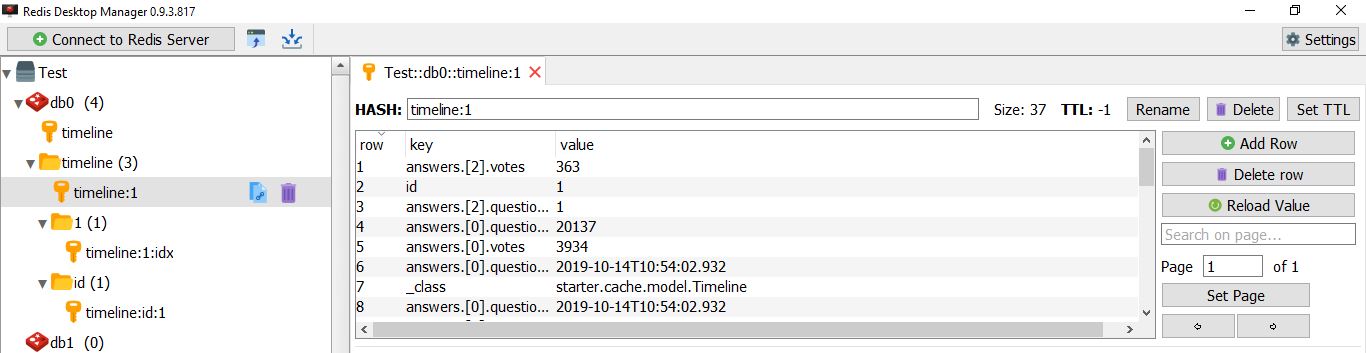 Redis Desktop Manager 0.9.3.817
Connect to Redis Server
Settings
Test
db0 (4)
timeline
timeline (3)
timeline:1
1 (1)
timeline:1:idx
id (1)
timeline:id:1
db1 (0)
Test::db0::timeline:1
HASH: timeline:1 Size: 37 TTL: -1 Rename Delete Set TTL
row key value
1 answers.[2].votes 363
2 id 1
3 answers.[2].questio... 1
4 answers.[0].questio... 20137
5 answers.[0].votes 3934
6 answers.[0].questio... 2019-10-14T10:54:02.932
7 _class starter.cache.model.Timeline
8 answers.[0].questio... 2019-10-14T10:54:02.932
Add Row
Delete row
Reload Value
Search on page...
Page 1 of 1
Set Page